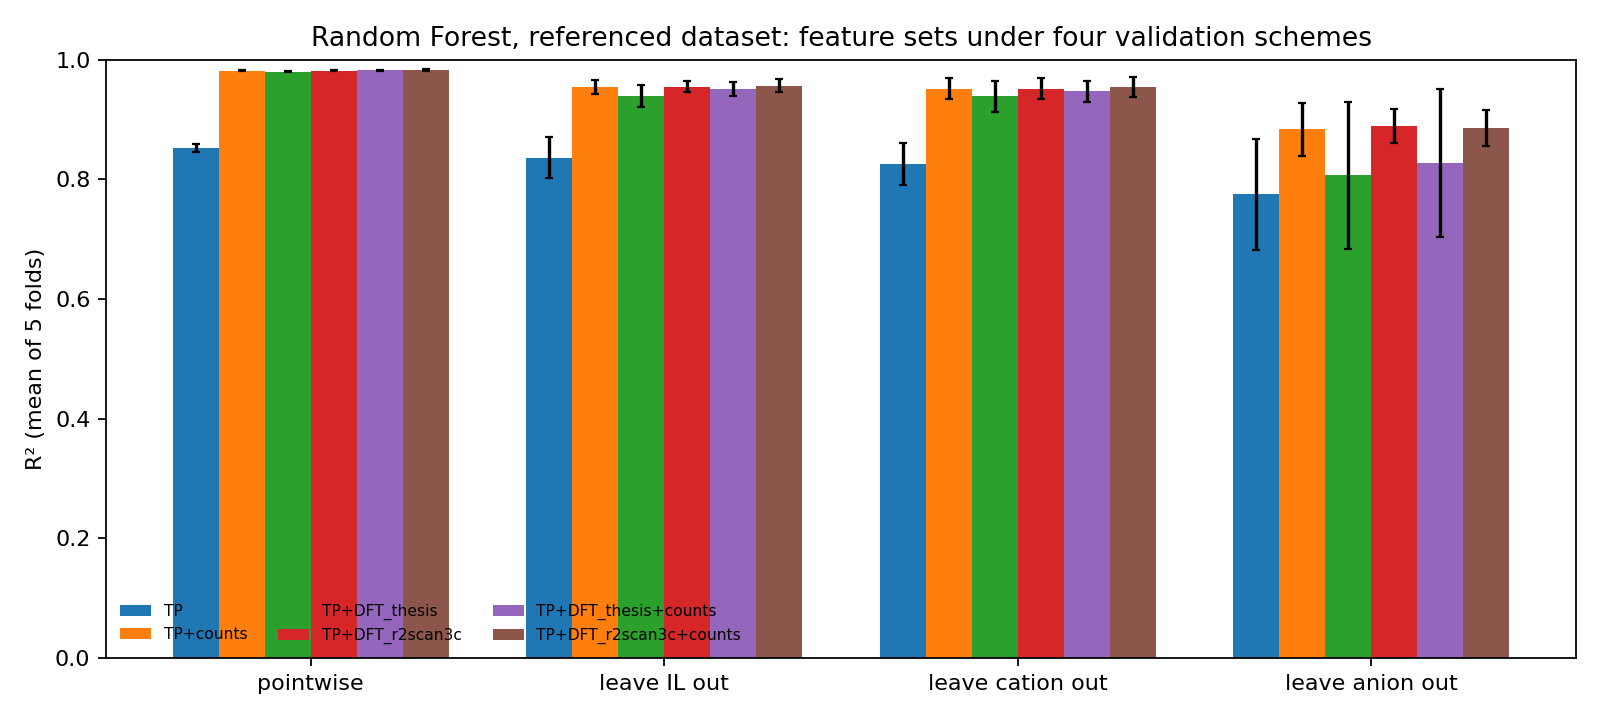 Random Forest, referenced dataset: feature sets under four validation schemes
R² (mean of 5 folds)
1.0
0.8
0.6
0.4
0.2
0.0
TP
TP+counts
TP+DFT_thesis
TP+DFT_r2scan3c
TP+DFT_thesis+counts
TP+DFT_r2scan3c+counts
pointwise
leave IL out
leave cation out
leave anion out